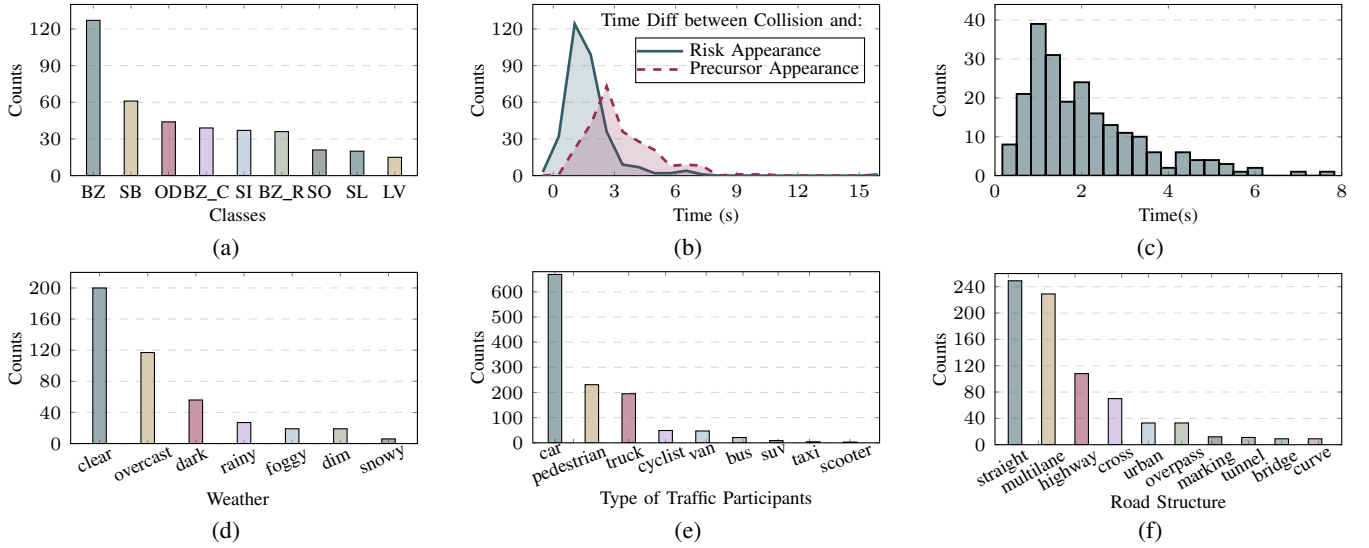 120
90
60
30
0
Counts
BZ SB OD BZ_C SI BZ_R SO SL LV
Classes
(a)
Time Diff between Collision and:
Risk Appearance
Precursor Appearance
120
90
60
30
0
Counts
0 3 6 9 12 15
Time (s)
(b)
40
30
20
10
0
Counts
0 2 4 6 8
Time(s)
(c)
200
160
120
80
40
0
Counts
clear overcast dark rainy foggy dim snowy
Weather
(d)
600
500
400
300
200
100
0
Counts
car pedestrian truck cyclist van bus suv taxi scooter
Type of Traffic Participants
(e)
240
200
160
120
80
40
0
Counts
straight multilane highway cross urban overpass marking tunnel bridge curve
Road Structure
(f)